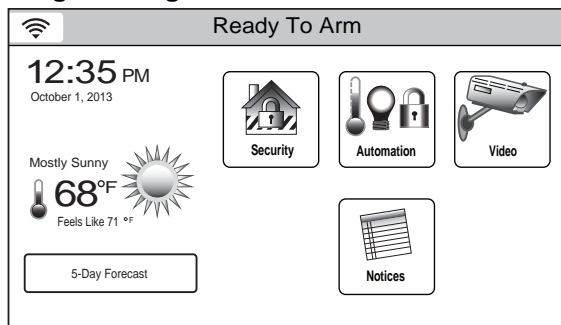 Ready To Arm
12:35 PM
October 1, 2013
Mostly Sunny
68°F
Feels Like 71 °F
5-Day Forecast
Security
Automation
Video
Notices